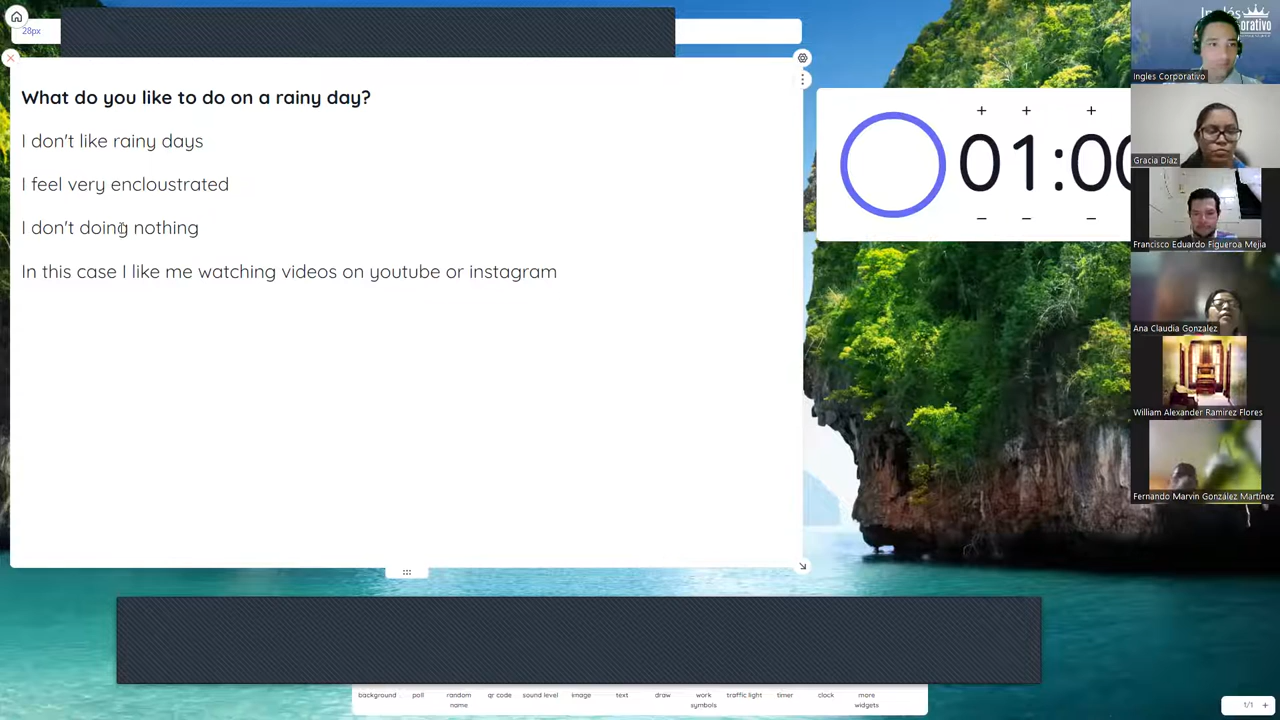 28px
What do you like to do on a rainy day?
I don't like rainy days
I feel very encloustrated
I don't doing nothing
In this case I like me watching videos on youtube or instagram
+ + +
01:00
− − −
Ingles Corporativo
Gracia Díaz
Francisco Eduardo Figueroa Mejia
Ana Claudia Gonzalez
William Alexander Ramirez Flores
Fernando Marvin González Martínez
background poll random name qr code sound level image text draw work symbols traffic light timer clock more widgets
1/1 +